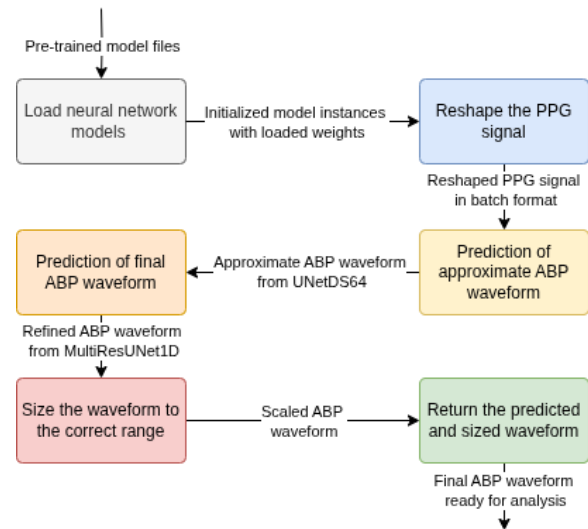 Pre-trained model files
Load neural network
models
Initialized model instances
with loaded weights
Reshape the PPG
signal
Reshaped PPG signal
in batch format
Prediction of
approximate ABP
waveform
Approximate ABP waveform
from UNetDS64
Prediction of final
ABP waveform
Refined ABP waveform
from MultiResUNet1D
Size the waveform to
the correct range
Scaled ABP
waveform
Return the predicted
and sized waveform
Final ABP waveform
ready for analysis